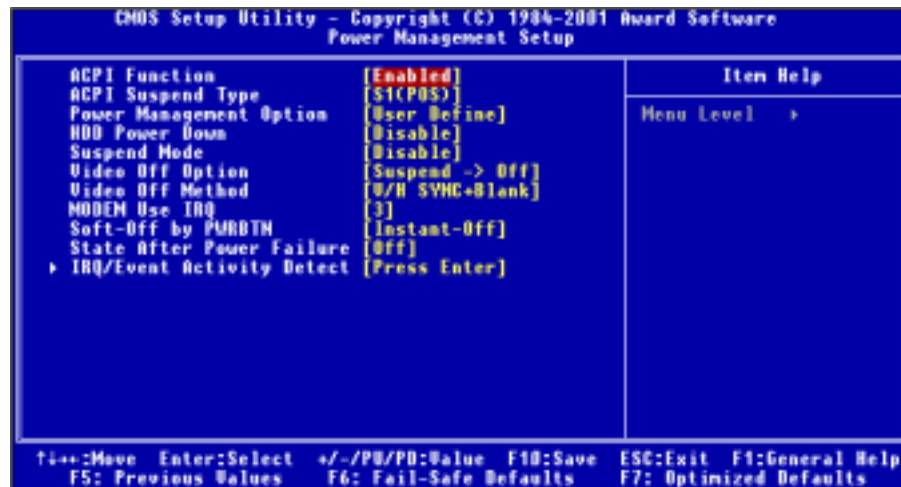 CMOS Setup Utility - Copyright (C) 1984-2001 Award Software
Power Management Setup
ACPI Function [Enabled]
ACPI Suspend Type [S1(POS)]
Power Management Option [User Define]
HDD Power Down [Disable]
Suspend Mode [Disable]
Video Off Option [Suspend -> Off]
Video Off Method [V/H SYNC+Blank]
MODEM Use IRQ [3]
Soft-Off by PWRBTN [Instant-Off]
State After Power Failure [Off]
▸ IRQ/Event Activity Detect [Press Enter]
Item Help
Menu Level ▸
↑↓←→:Move Enter:Select +/-/PU/PD:Value F10:Save ESC:Exit F1:General Help
F5: Previous Values F6: Fail-Safe Defaults F7: Optimized Defaults